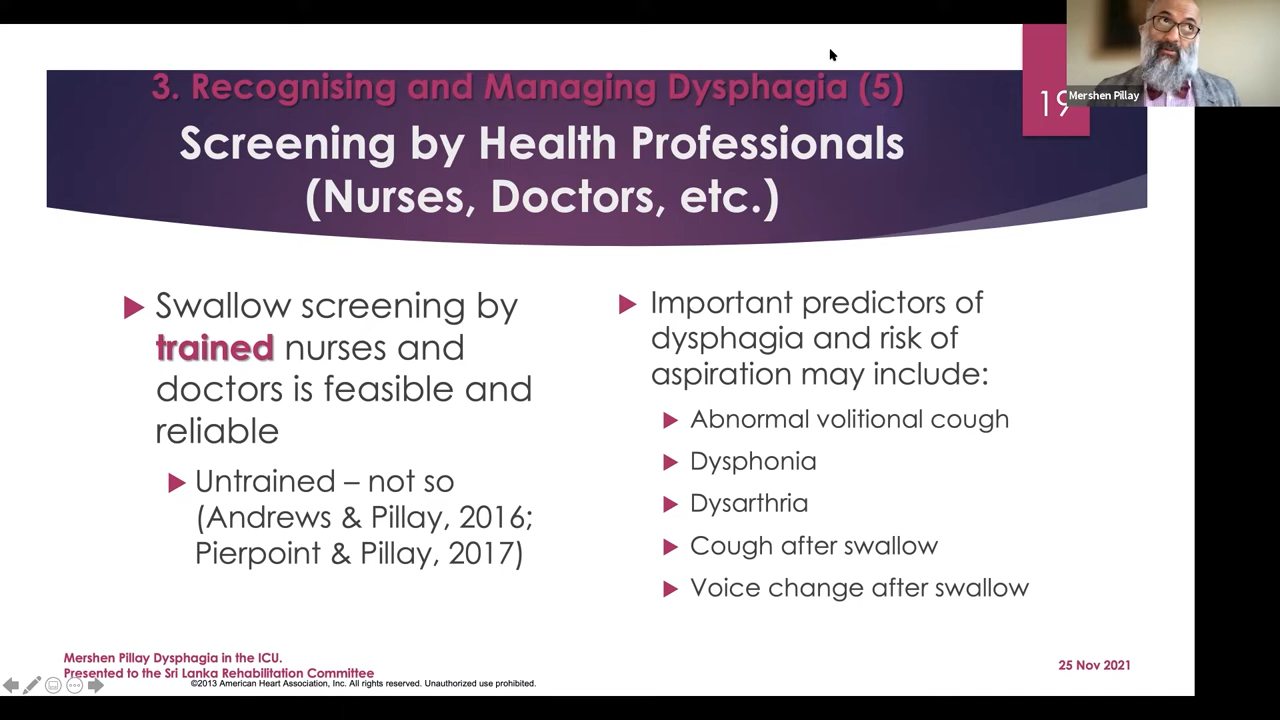 3. Recognising and Managing Dysphagia (5)
Screening by Health Professionals
(Nurses, Doctors, etc.)
19
Mershen Pillay
Swallow screening by
trained nurses and
doctors is feasible and
reliable
Untrained – not so
(Andrews & Pillay, 2016;
Pierpoint & Pillay, 2017)
Important predictors of
dysphagia and risk of
aspiration may include:
Abnormal volitional cough
Dysphonia
Dysarthria
Cough after swallow
Voice change after swallow
Mershen Pillay Dysphagia in the ICU.
Presented to the Sri Lanka Rehabilitation Committee
©2013 American Heart Association, Inc. All rights reserved. Unauthorized use prohibited.
25 Nov 2021